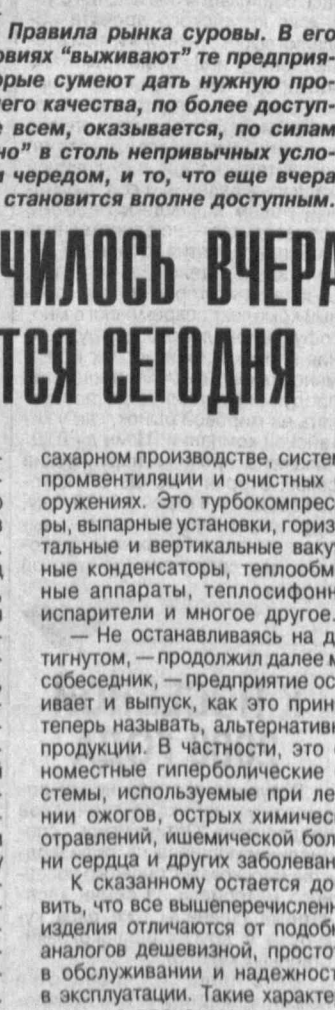 Правила рынка суровы. В его
овиях "выживают" те предприя-
орые сумеют дать нужную про-
него качества, по более доступ-
е всем, оказывается, по силам
но" в столь непривычных усло-
и чередом, и то, что еще вчера
становится вполне доступным.
ЧИЛОСЬ ВЧЕРА
ТСЯ СЕГОДНЯ
сахарном производстве, систем
промвентиляции и очистных
оружениях. Это турбокомпрес
ры, выпарные установки, гориз
тальные и вертикальные ваку
ные конденсаторы, теплообм
ные аппараты, теплосифонн
испарители и многое другое.
— Не останавливаясь на д
тигнутом, — продолжил далее м
собеседник, — предприятие ос
ивает и выпуск, как это прин
теперь называть, альтернативн
продукции. В частности, это
номестные гиперболические
стемы, используемые при ле
нии ожогов, острых химичес
отравлений, ишемической бол
ни сердца и других заболеван
К сказанному остается до
вить, что все вышеперечисленн
изделия отличаются от подобн
аналогов дешевизной, просто
в обслуживании и надежност
в эксплуатации. Такие характе